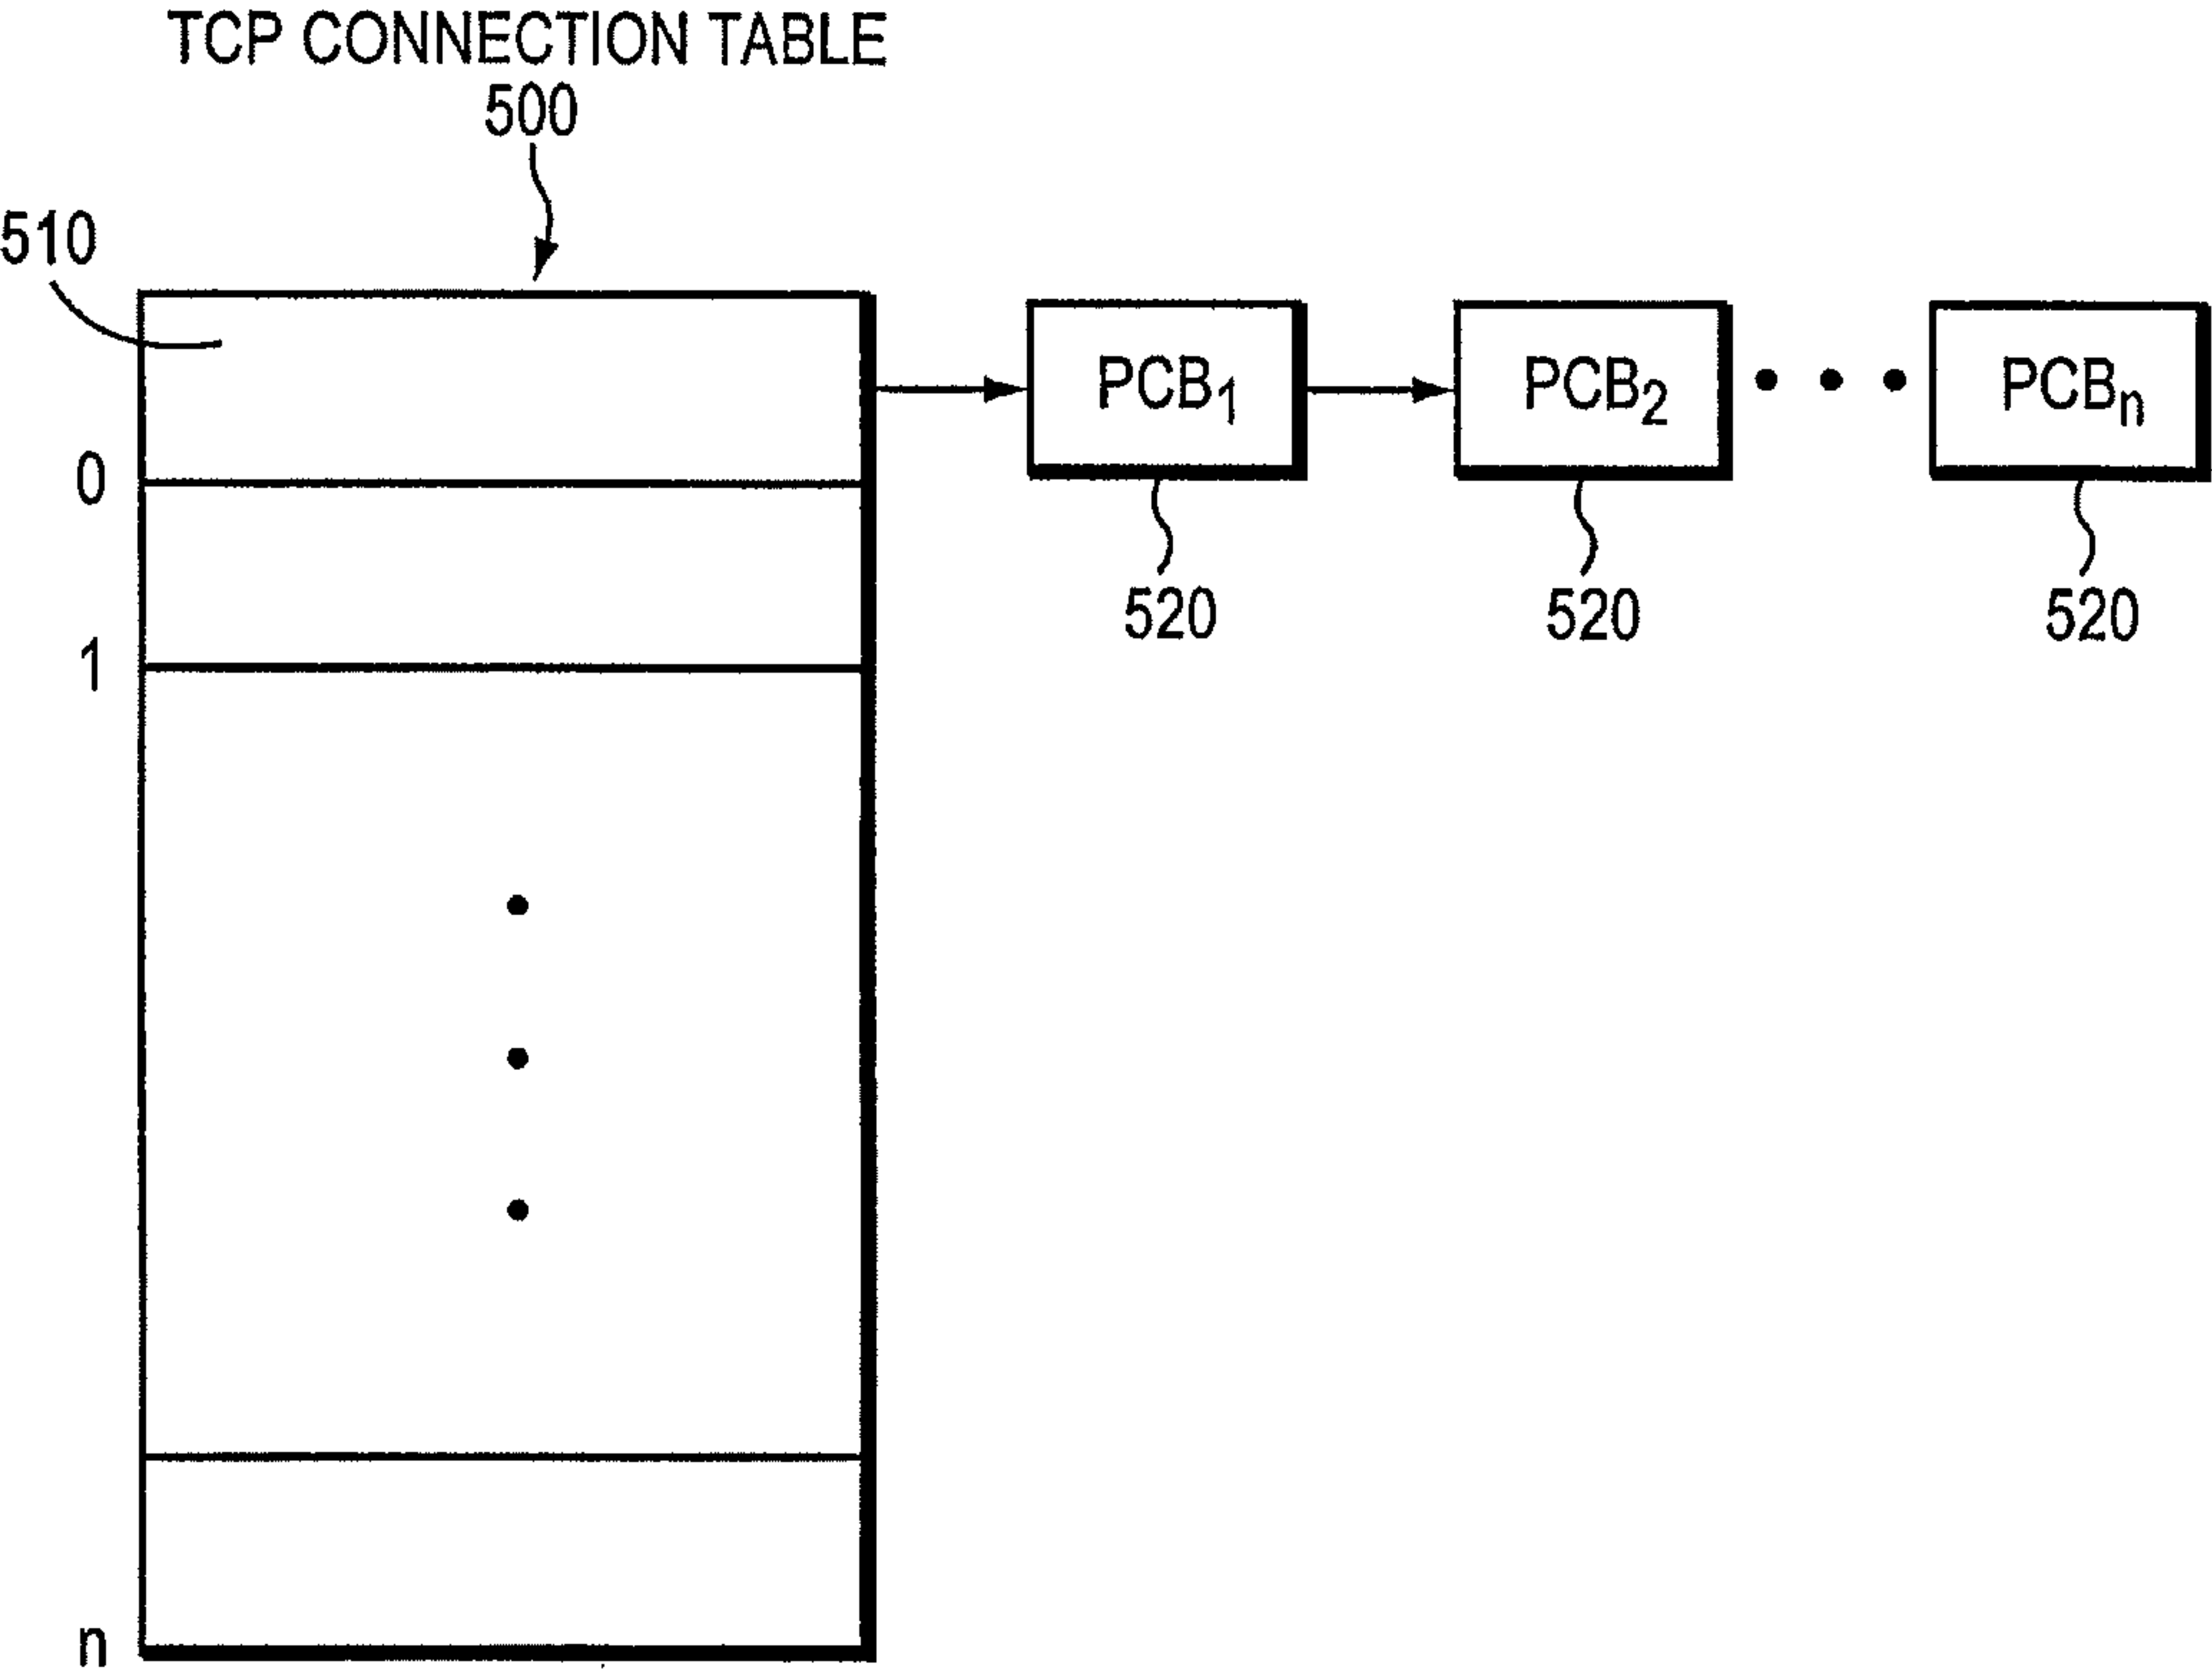 TCP CONNECTION TABLE
500
510
PCB1
PCB2
PCBn
0
520
520
520
1
n